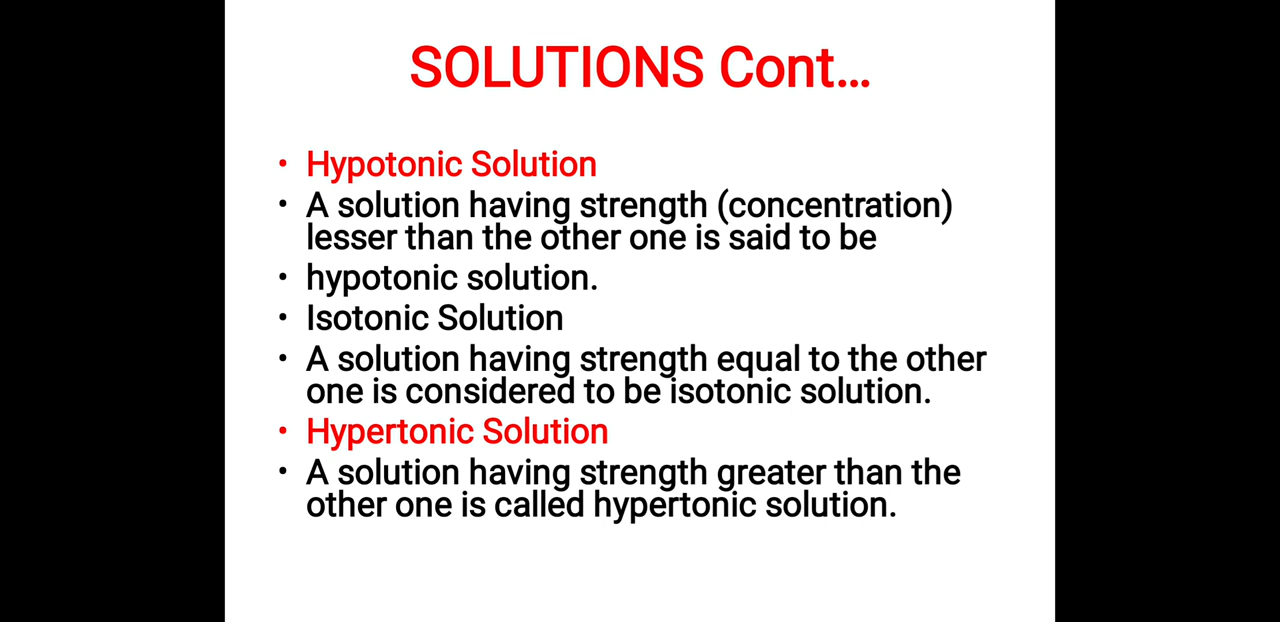 SOLUTIONS Cont...
• Hypotonic Solution
• A solution having strength (concentration)
lesser than the other one is said to be
• hypotonic solution.
• Isotonic Solution
• A solution having strength equal to the other
one is considered to be isotonic solution.
• Hypertonic Solution
• A solution having strength greater than the
other one is called hypertonic solution.